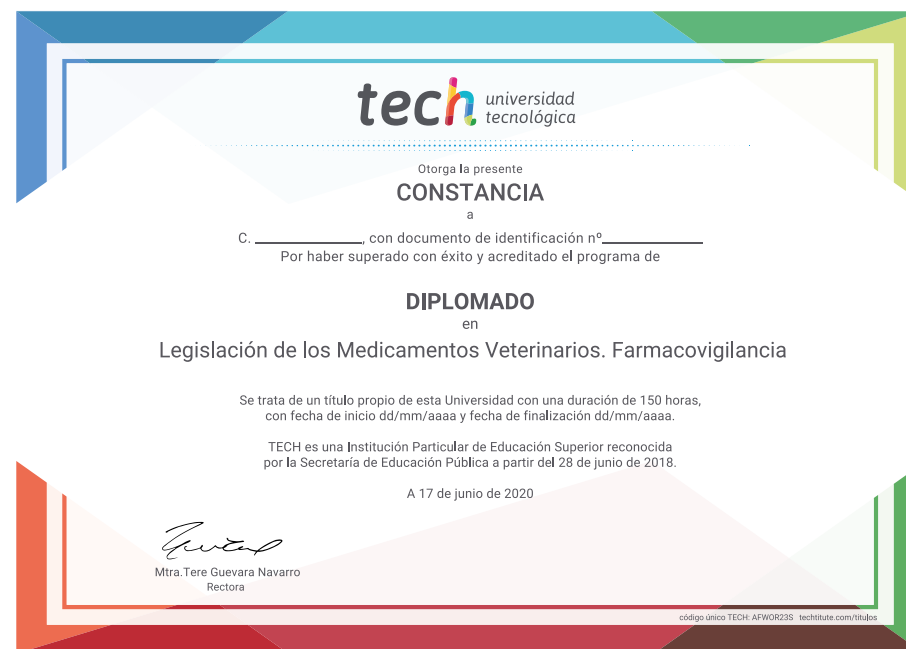 tech universidad
tecnológica
Otorga la presente
CONSTANCIA
a
C. ____________, con documento de identificación nº____________
Por haber superado con éxito y acreditado el programa de
DIPLOMADO
en
Legislación de los Medicamentos Veterinarios. Farmacovigilancia
Se trata de un título propio de esta Universidad con una duración de 150 horas,
con fecha de inicio dd/mm/aaaa y fecha de finalización dd/mm/aaaa.
TECH es una Institución Particular de Educación Superior reconocida
por la Secretaría de Educación Pública a partir del 28 de junio de 2018.
A 17 de junio de 2020
Mtra.Tere Guevara Navarro
Rectora
código único TECH: AFWOR23S techtitute.com/titulos